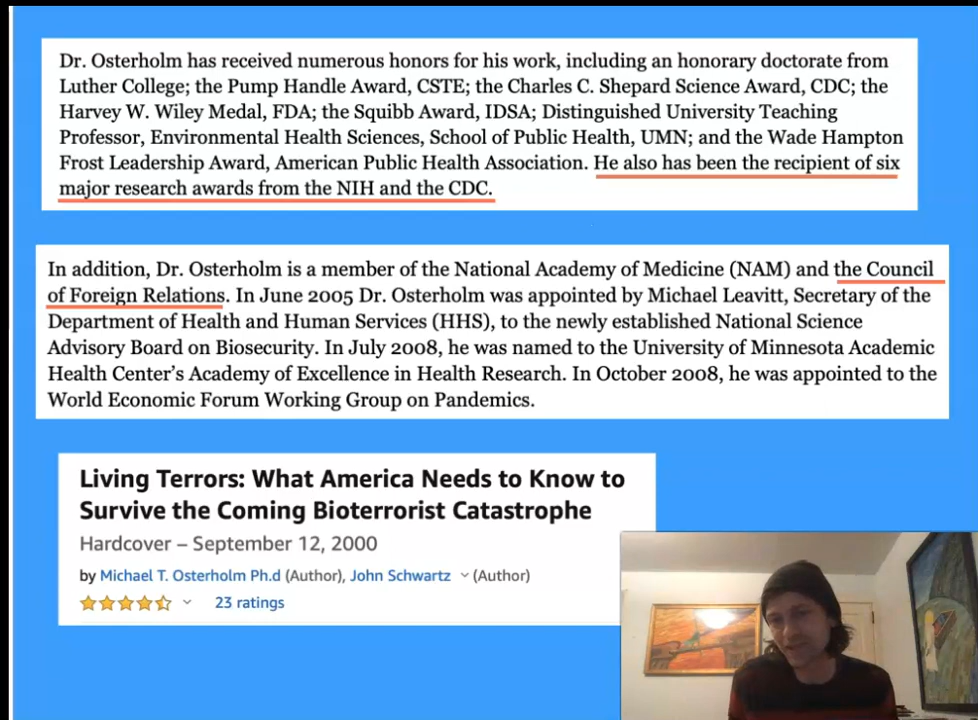 Dr. Osterholm has received numerous honors for his work, including an honorary doctorate from
Luther College; the Pump Handle Award, CSTE; the Charles C. Shepard Science Award, CDC; the
Harvey W. Wiley Medal, FDA; the Squibb Award, IDSA; Distinguished University Teaching
Professor, Environmental Health Sciences, School of Public Health, UMN; and the Wade Hampton
Frost Leadership Award, American Public Health Association. He also has been the recipient of six
major research awards from the NIH and the CDC.
In addition, Dr. Osterholm is a member of the National Academy of Medicine (NAM) and the Council
of Foreign Relations. In June 2005 Dr. Osterholm was appointed by Michael Leavitt, Secretary of the
Department of Health and Human Services (HHS), to the newly established National Science
Advisory Board on Biosecurity. In July 2008, he was named to the University of Minnesota Academic
Health Center's Academy of Excellence in Health Research. In October 2008, he was appointed to the
World Economic Forum Working Group on Pandemics.
Living Terrors: What America Needs to Know to
Survive the Coming Bioterrorist Catastrophe
Hardcover – September 12, 2000
by Michael T. Osterholm Ph.d (Author), John Schwartz (Author)
23 ratings